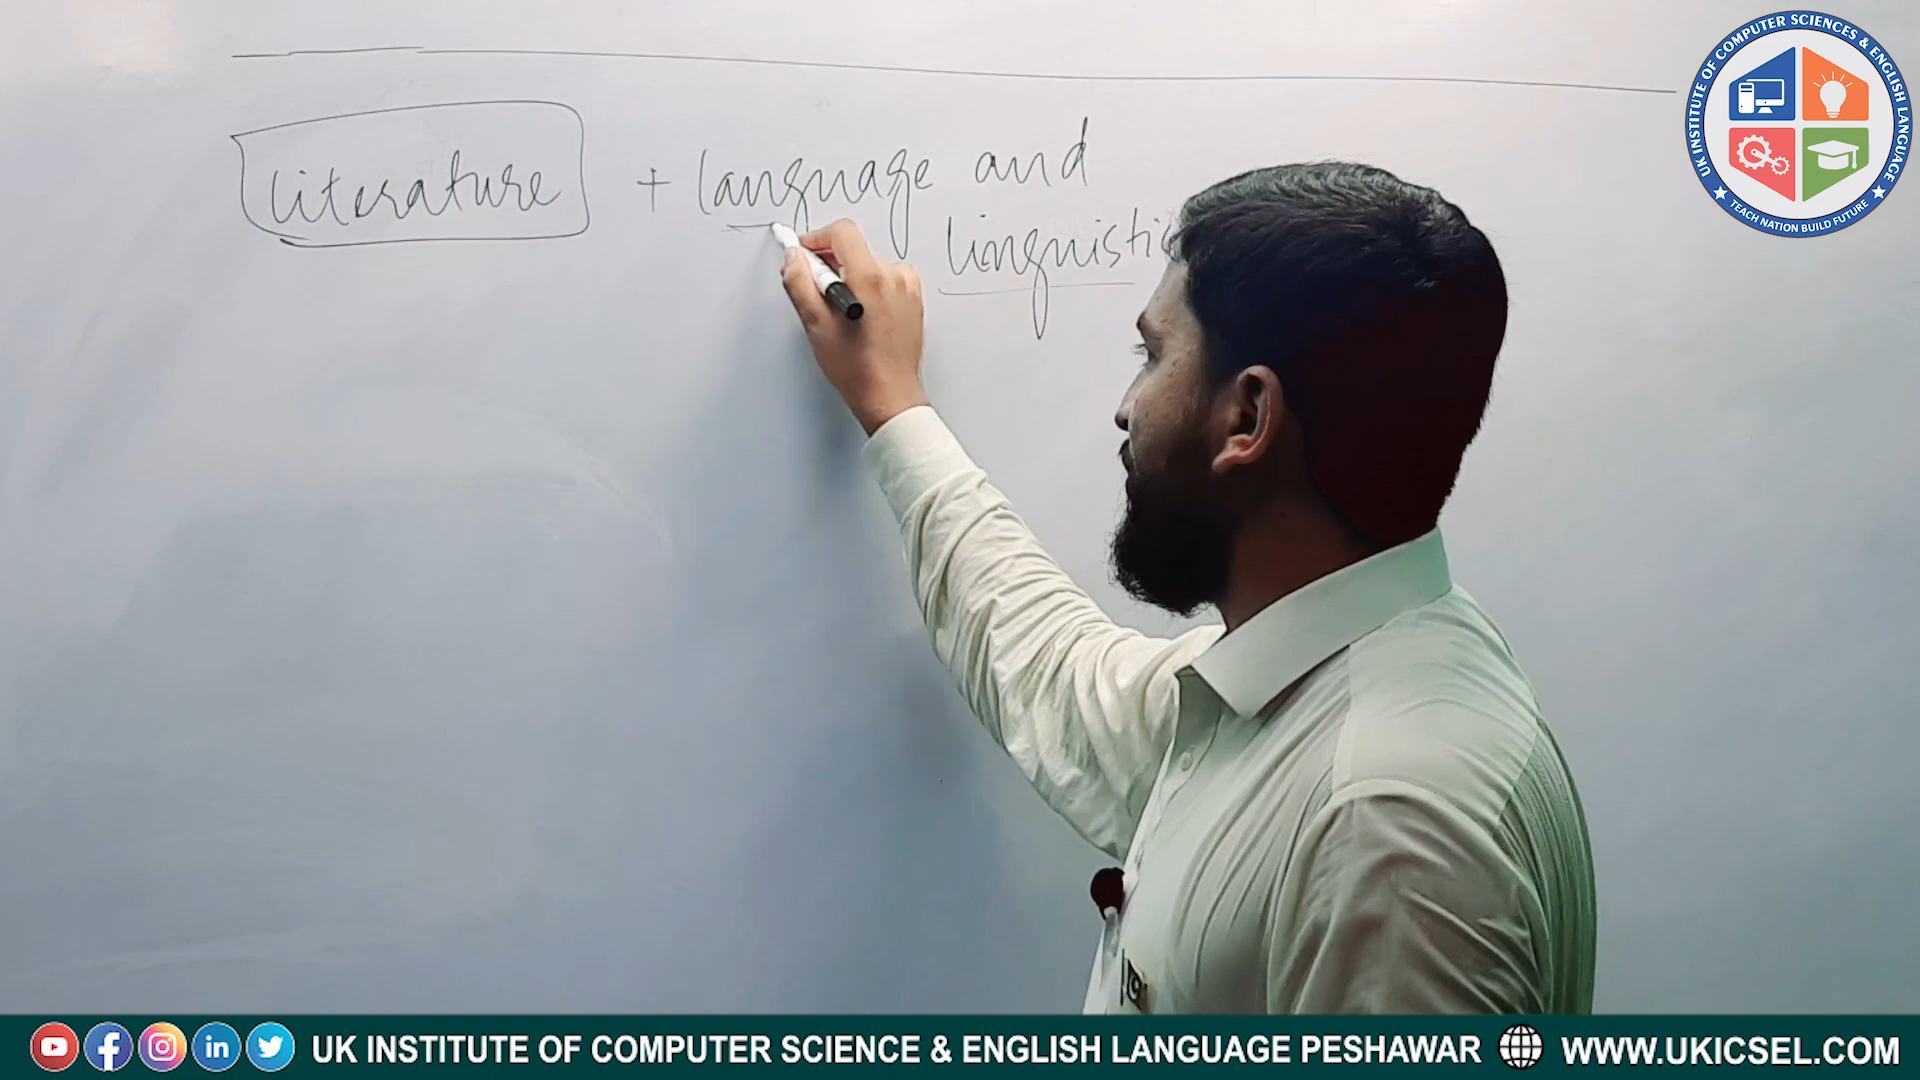 Literature + Language and
Linguistic
UK INSTITUTE OF COMPUTER SCIENCES & ENGLISH LANGUAGE
TEACH NATION BUILD FUTURE
UK INSTITUTE OF COMPUTER SCIENCE & ENGLISH LANGUAGE PESHAWAR WWW.UKICSEL.COM